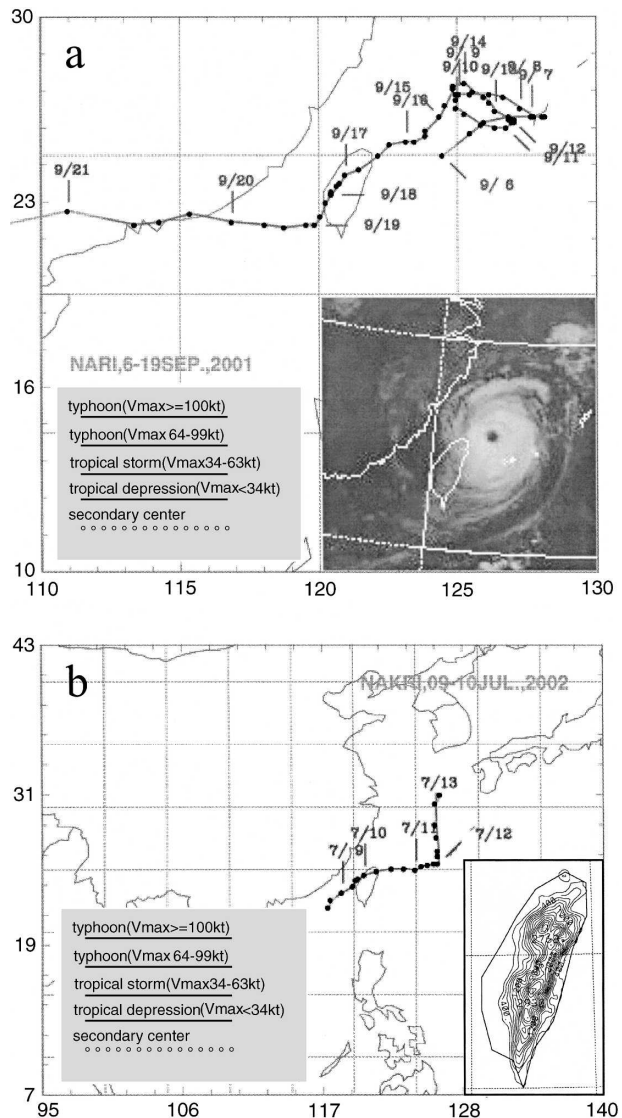 30
a
9/14
9/ 9
9/10
9/ 8
9/ 7
9/15
9/16
9/12
9/11
9/17
9/ 6
9/21
9/20
9/18
23
9/19
NARI,6-19SEP.,2001
16
typhoon(Vmax>=100kt)
typhoon(Vmax 64-99kt)
tropical storm(Vmax34-63kt)
tropical depression(Vmax<34kt)
secondary center
10
110
115
120
125
130
43
b
NAKRI,09-10JUL.,2002
7/13
31
7/10
7/11
7/12
7/ 9
typhoon(Vmax>=100kt)
19
typhoon(Vmax 64-99kt)
tropical storm(Vmax34-63kt)
tropical depression(Vmax<34kt)
secondary center
7
95
106
117
128
140